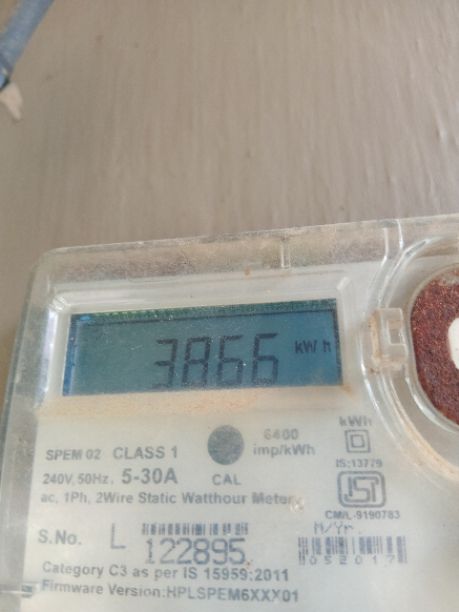 3866 kWh
SPEM 02 CLASS 1
6400 imp/kWh
kWh
240V, 50Hz, 5-30A
CAL
IS:13779
ac, 1Ph, 2Wire Static Watthour Meter
ISI
CM/L-9190783
M/Yr.
S.No. L 122895
052017
Category C3 as per IS 15959:2011
Firmware Version:HPLSPEM6XXX01